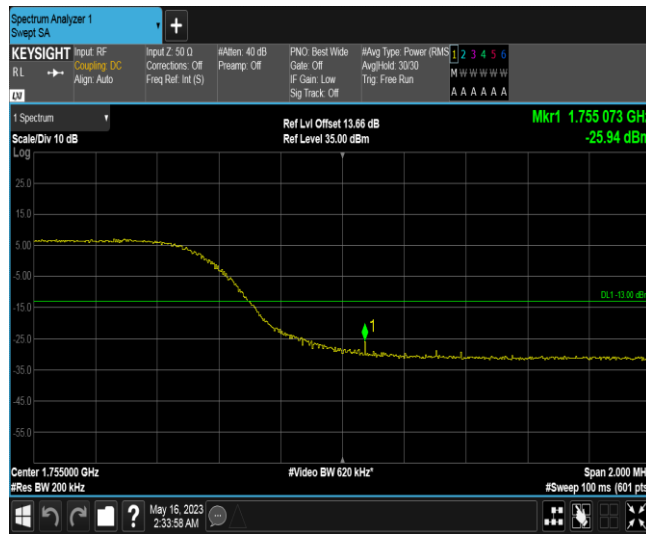 Spectrum Analyzer 1
Swept SA
+
KEYSIGHT
RL
LXI
Input: RF
Coupling: DC
Align: Auto
Input Z: 50 Ω
Corrections: Off
Freq Ref: Int (S)
#Atten: 40 dB
Preamp: Off
PNO: Best Wide
Gate: Off
IF Gain: Low
Sig Track: Off
#Avg Type: Power (RMS
Avg|Hold: 30/30
Trig: Free Run
1 2 3 4 5 6
M W W W W W
A A A A A A
1 Spectrum
Scale/Div 10 dB
Ref Lvl Offset 13.66 dB
Ref Level 35.00 dBm
Mkr1 1.755 073 GH
-25.94 dBm
Log
25.0
15.0
5.00
-5.00
DL1 -13.00 dBm
-15.0
1
-25.0
-35.0
-45.0
-55.0
Center 1.755000 GHz
#Video BW 620 kHz*
Span 2.000 MH
#Res BW 200 kHz
#Sweep 100 ms (601 pts
?
May 16, 2023
2:33:58 AM